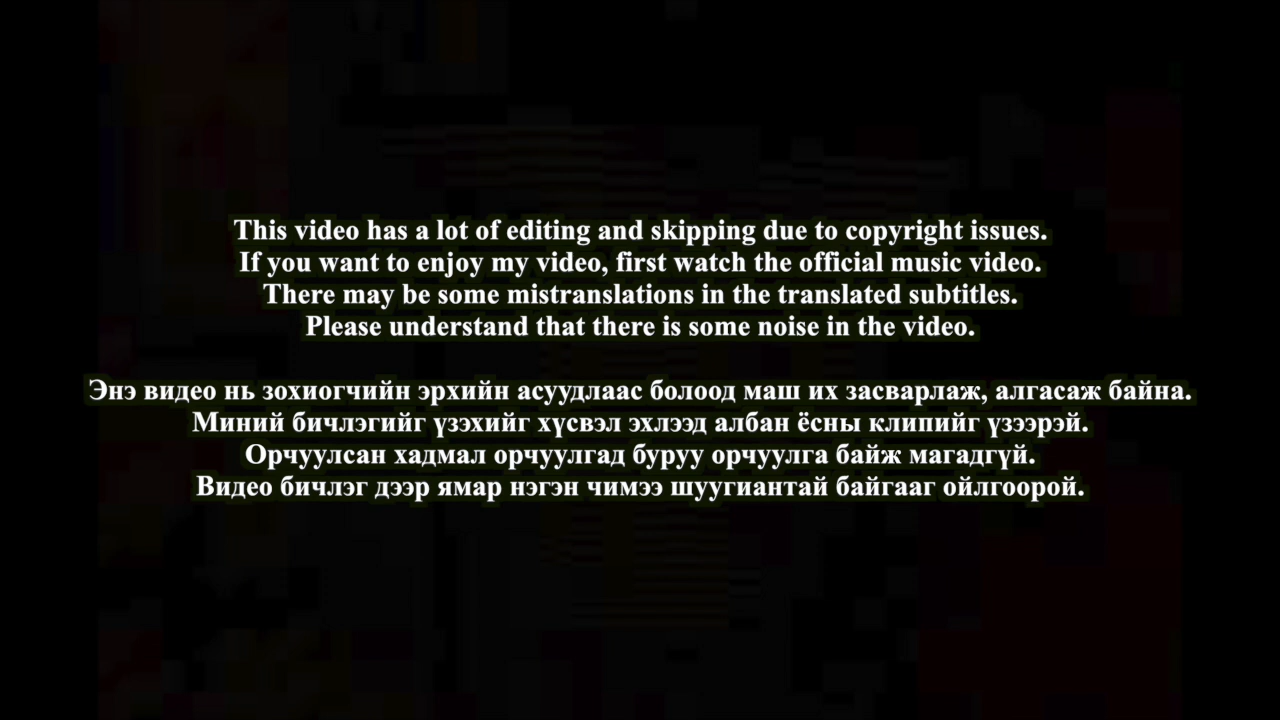 This video has a lot of editing and skipping due to copyright issues.
If you want to enjoy my video, first watch the official music video.
There may be some mistranslations in the translated subtitles.
Please understand that there is some noise in the video.
Энэ видео нь зохиогчийн эрхийн асуудлаас болоод маш их засварлаж, алгасаж байна.
Миний бичлэгийг үзэхийг хүсвэл эхлээд албан ёсны клипийг үзээрэй.
Орчуулсан хадмал орчуулгад буруу орчуулга байж магадгүй.
Видео бичлэг дээр ямар нэгэн чимээ шуугиантай байгааг ойлгоорой.